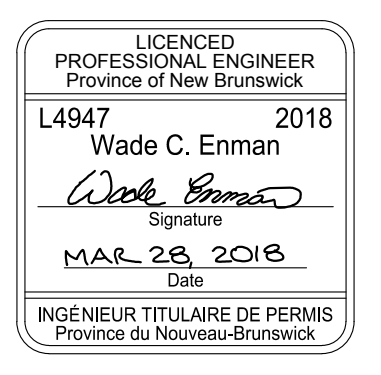 LICENCED
PROFESSIONAL ENGINEER
Province of New Brunswick
L4947 2018
Wade C. Enman
Wade Enman
Signature
MAR 28, 2018
Date
INGÉNIEUR TITULAIRE DE PERMIS
Province du Nouveau-Brunswick